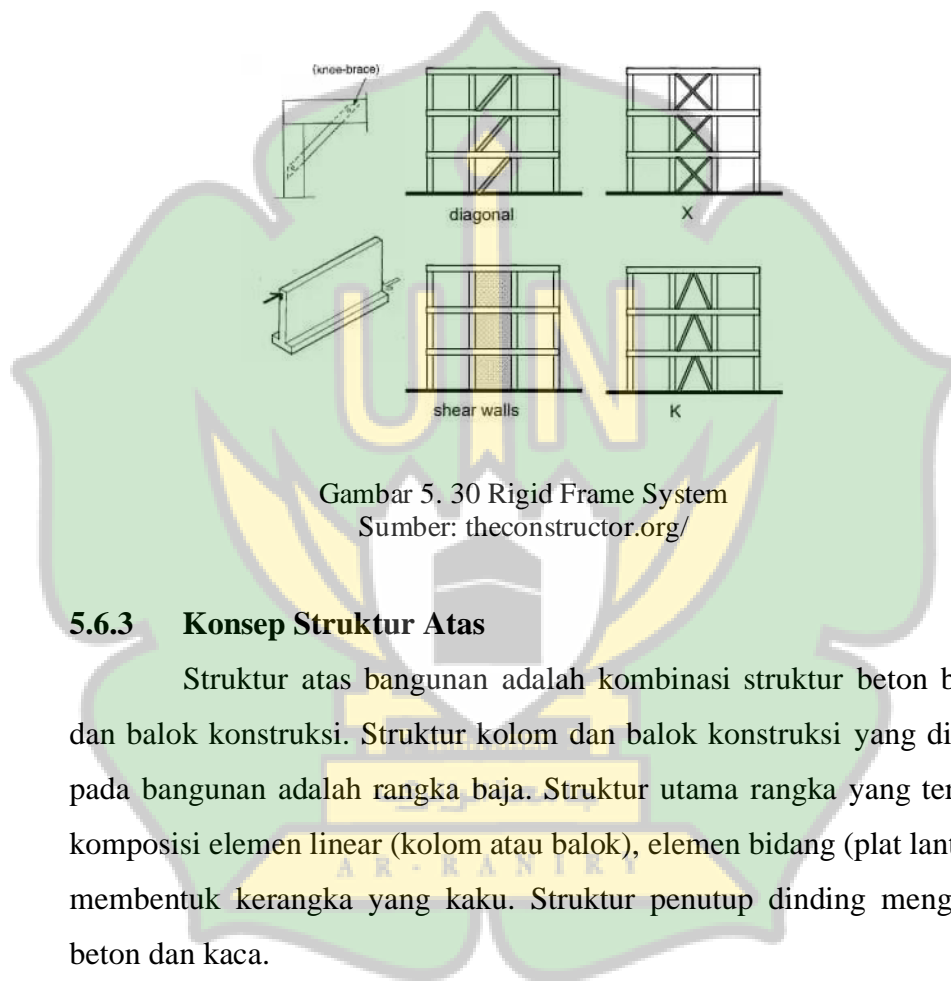 (knee-brace)
diagonal
X
shear walls
K
UIN
Gambar 5. 30 Rigid Frame System
Sumber: theconstructor.org/
5.6.3 Konsep Struktur Atas
Struktur atas bangunan adalah kombinasi struktur beton b
dan balok konstruksi. Struktur kolom dan balok konstruksi yang di
pada bangunan adalah rangka baja. Struktur utama rangka yang ter
komposisi elemen linear (kolom atau balok), elemen bidang (plat lant
membentuk kerangka yang kaku. Struktur penutup dinding meng
beton dan kaca.
AR-RANIRY